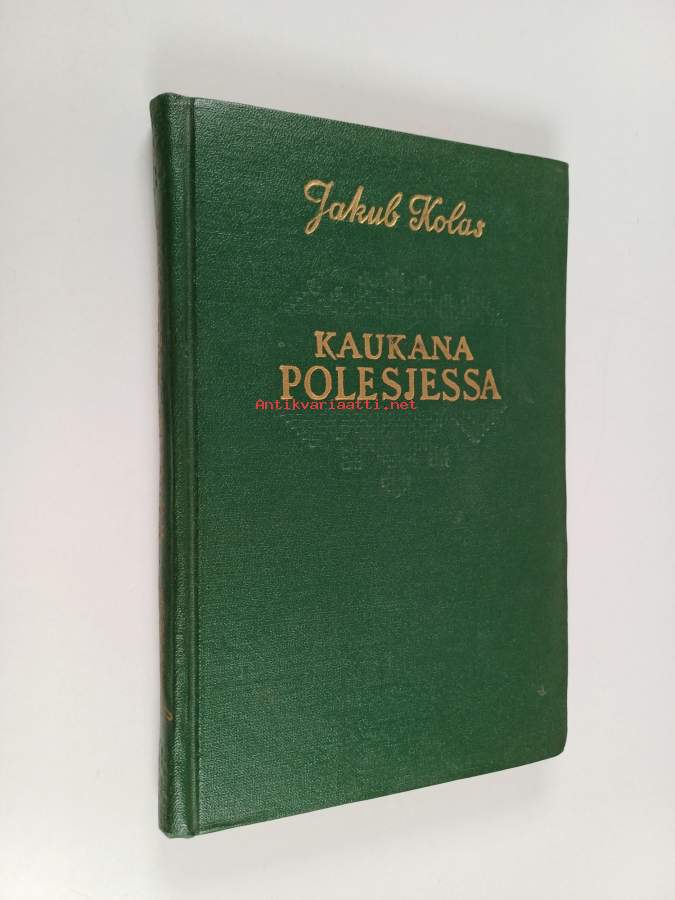 Jakub Kolas
KAUKANA
POLESJESSA
Antikvariaatti.net